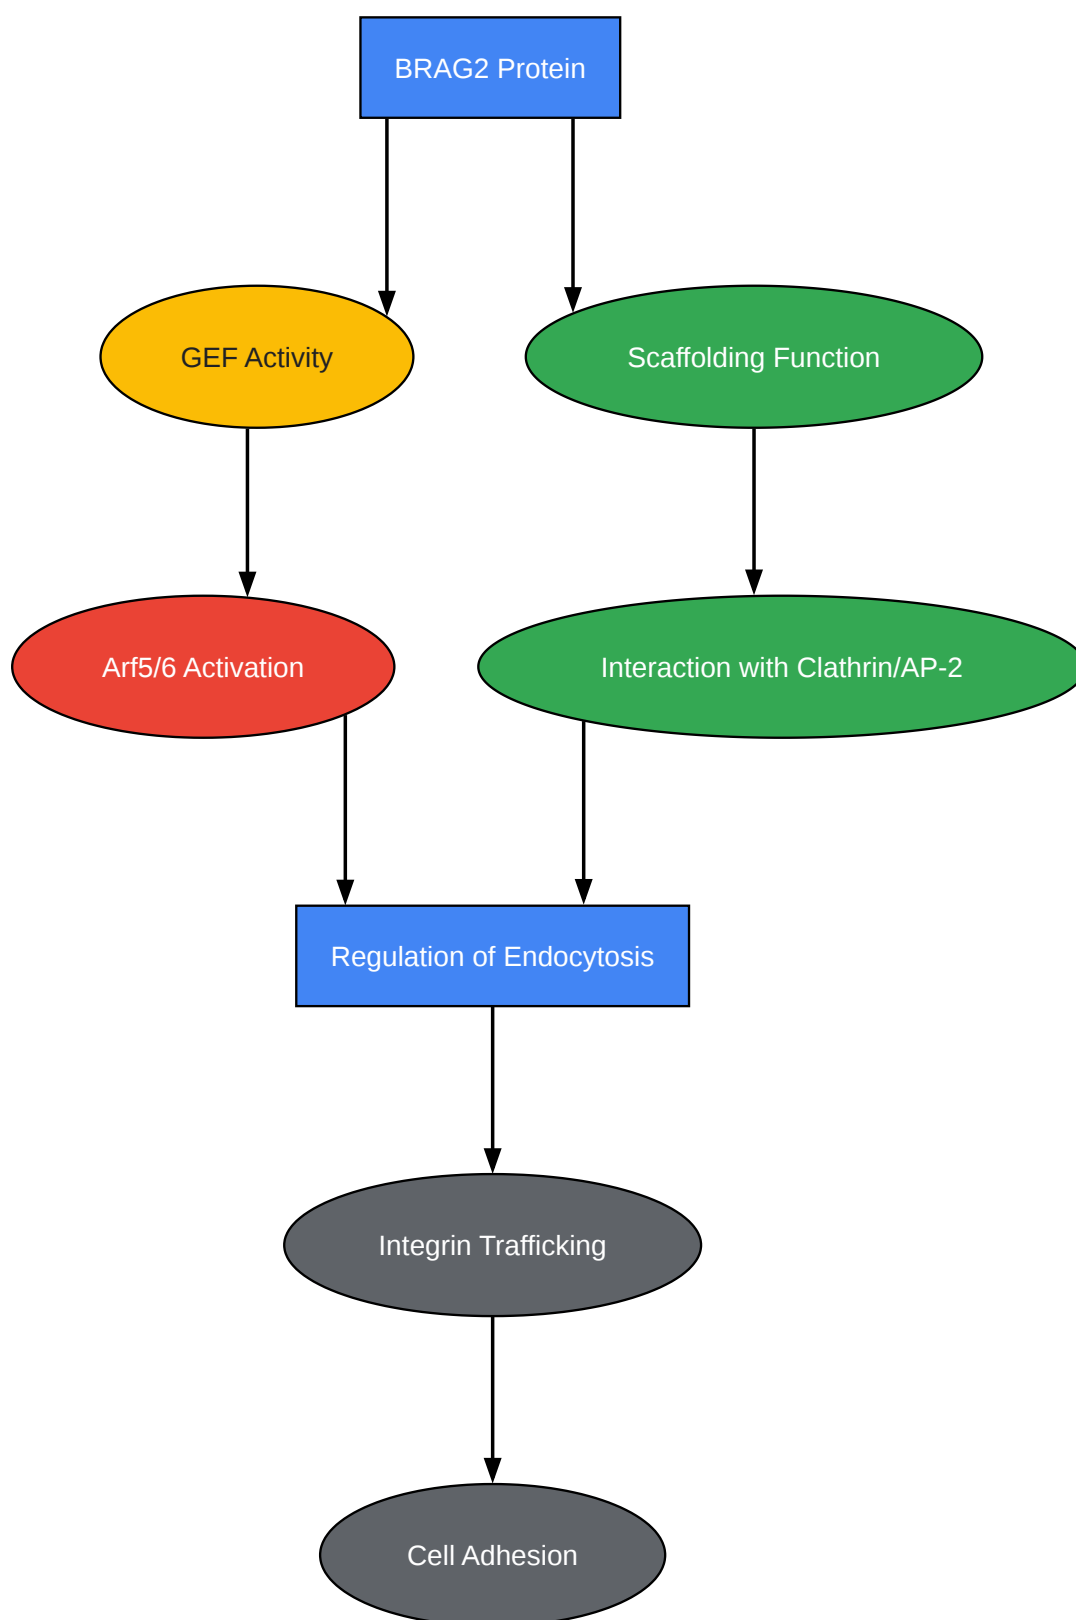 BRAG2 Protein
GEF Activity
Scaffolding Function
Arf5/6 Activation
Interaction with Clathrin/AP-2
Regulation of Endocytosis
Integrin Trafficking
Cell Adhesion